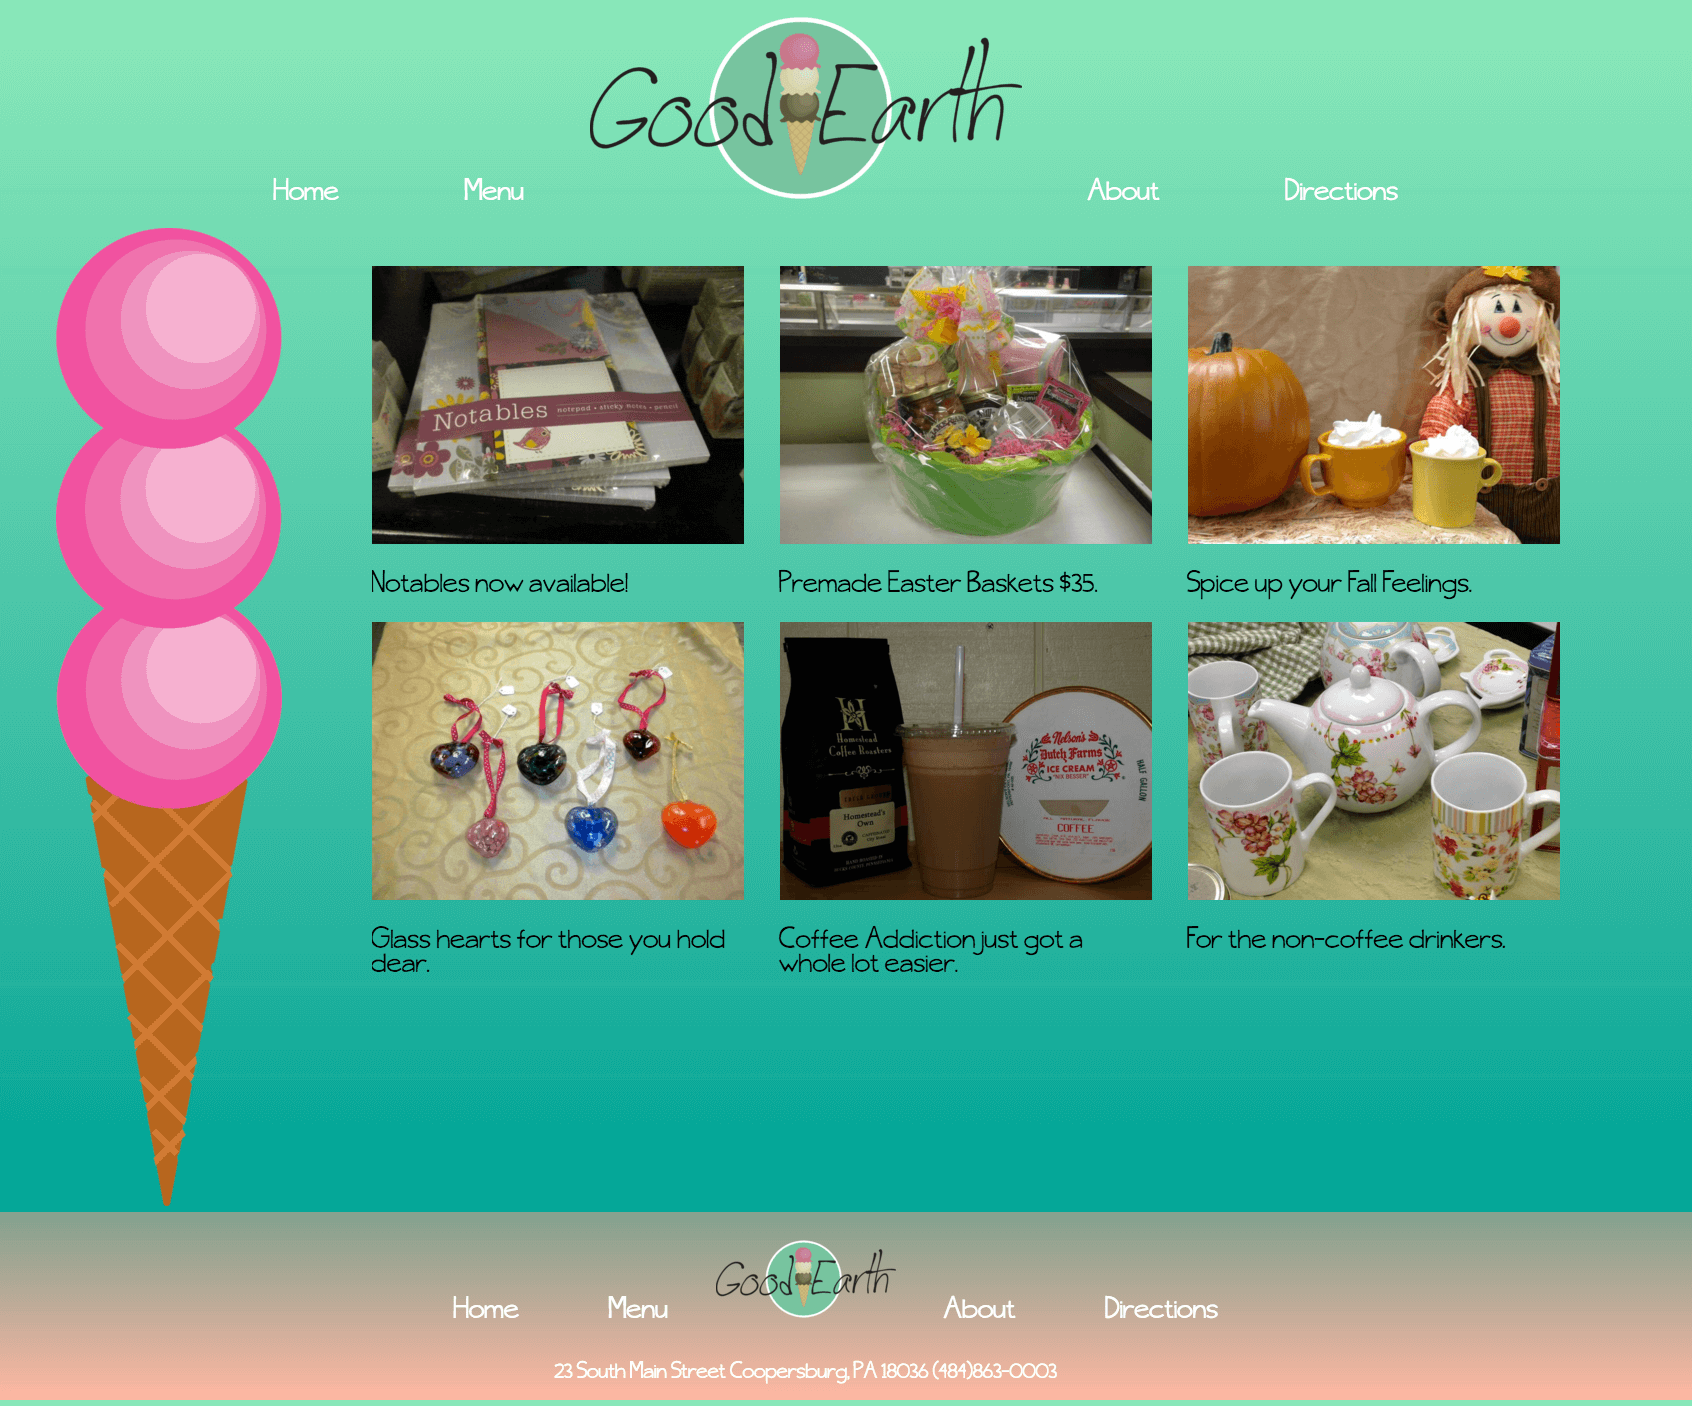 Good Earth
Home Menu About Directions
Notables notepad • sticky notes • pencil
Notables now available!
Premade Easter Baskets $35.
Spice up your Fall Feelings.
H
Homestead
Coffee Roasters
Homestead's
Own
Nelson's
Dutch Farms
ICE CREAM
HALF GALLON
COFFEE
Glass hearts for those you hold
dear.
Coffee Addiction just got a
whole lot easier.
For the non-coffee drinkers.
Good Earth
Home Menu About Directions
23 South Main Street Coopersburg, PA 18036 (484)863-0003